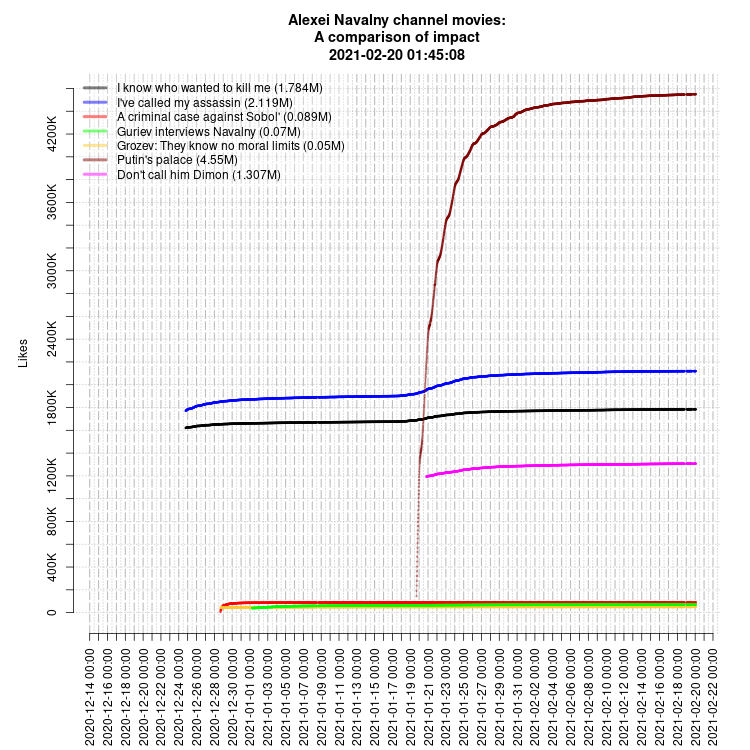 Alexei Navalny channel movies:
A comparison of impact
2021-02-20 01:45:08
I know who wanted to kill me (1.784M)
I've called my assassin (2.119M)
A criminal case against Sobol' (0.089M)
Guriev interviews Navalny (0.07M)
Grozev: They know no moral limits (0.05M)
Putin's palace (4.55M)
Don't call him Dimon (1.307M)
Likes
4200K
3600K
3000K
2400K
1800K
1200K
800K
400K
0
2020-12-14 00:00
2020-12-16 00:00
2020-12-18 00:00
2020-12-20 00:00
2020-12-22 00:00
2020-12-24 00:00
2020-12-26 00:00
2020-12-28 00:00
2020-12-30 00:00
2021-01-01 00:00
2021-01-03 00:00
2021-01-05 00:00
2021-01-07 00:00
2021-01-09 00:00
2021-01-11 00:00
2021-01-13 00:00
2021-01-15 00:00
2021-01-17 00:00
2021-01-19 00:00
2021-01-21 00:00
2021-01-23 00:00
2021-01-25 00:00
2021-01-27 00:00
2021-01-29 00:00
2021-01-31 00:00
2021-02-02 00:00
2021-02-04 00:00
2021-02-06 00:00
2021-02-08 00:00
2021-02-10 00:00
2021-02-12 00:00
2021-02-14 00:00
2021-02-16 00:00
2021-02-18 00:00
2021-02-20 00:00
2021-02-22 00:00